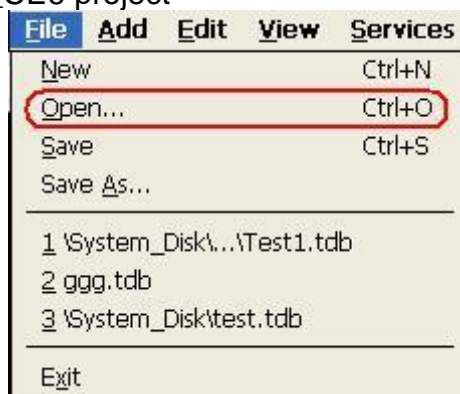 File Add Edit View Services
New Ctrl+N
Open... Ctrl+O
Save Ctrl+S
Save As...
1 \System_Disk\...\Test1.tdb
2 ggg.tdb
3 \System_Disk\test.tdb
Exit